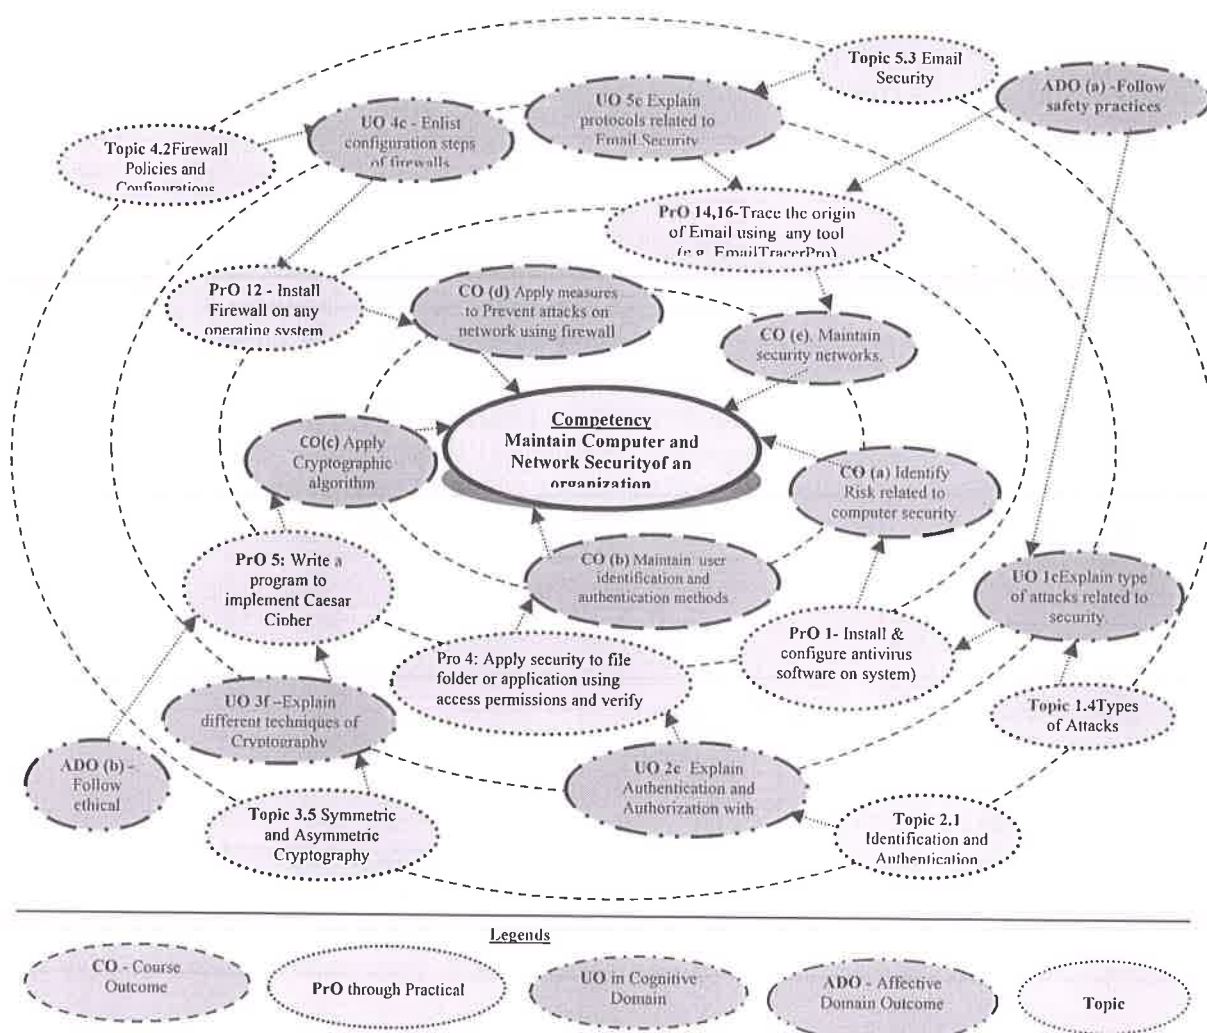 Topic 5.3 Email
Security
ADO (a) -Follow
safety practices
UO 5c Explain
protocols related to
Email Security
UO 4c - Enlist
configuration steps
of firewalls
Topic 4.2Firewall
Policies and
Configurations
PrO 14,16-Trace the origin
of Email using any tool
(e.g. EmailTracerPro)
PrO 12 - Install
Firewall on any
operating system
CO (d) Apply measures
to Prevent attacks on
network using firewall
CO (e). Maintain
security networks.
Competency
Maintain Computer and
Network Securityof an
organization
CO(c) Apply
Cryptographic
algorithm
CO (a) Identify
Risk related to
computer security
CO (b) Maintain user
identification and
authentication methods
PrO 5: Write a
program to
implement Caesar
Cipher
UO 1cExplain type
of attacks related to
security.
PrO 1- Install &
configure antivirus
software on system)
Pro 4: Apply security to file
folder or application using
access permissions and verify
UO 3f –Explain
different techniques of
Cryptography
Topic 1.4Types
of Attacks
ADO (b) –
Follow
ethical
UO 2c Explain
Authentication and
Authorization with
Topic 3.5 Symmetric
and Asymmetric
Cryptography
Topic 2.1
Identification and
Authentication
Legends
CO - Course
Outcome
PrO through Practical
UO in Cognitive
Domain
ADO - Affective
Domain Outcome
Topic